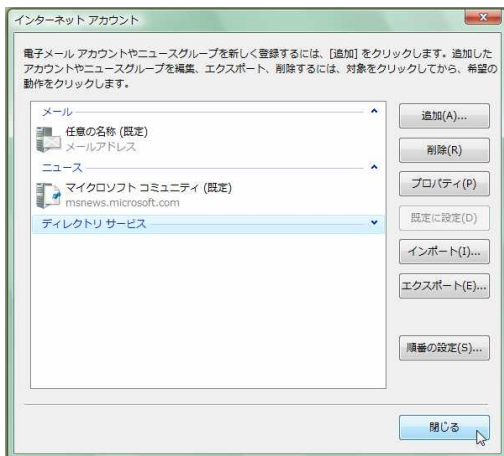 インターネット アカウント
電子メール アカウントやニュースグループを新しく登録するには、[追加] をクリックします。追加した
アカウントやニュースグループを編集、エクスポート、削除するには、対象をクリックしてから、希望の
動作をクリックします。
メール
任意の名称 (既定)
メールアドレス
ニュース
マイクロソフト コミュニティ (既定)
msnews.microsoft.com
ディレクトリ サービス
追加(A)...
削除(R)
プロパティ(P)
既定に設定(D)
インポート(I)...
エクスポート(E)...
順番の設定(S)...
閉じる